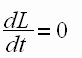 dL/dt = 0